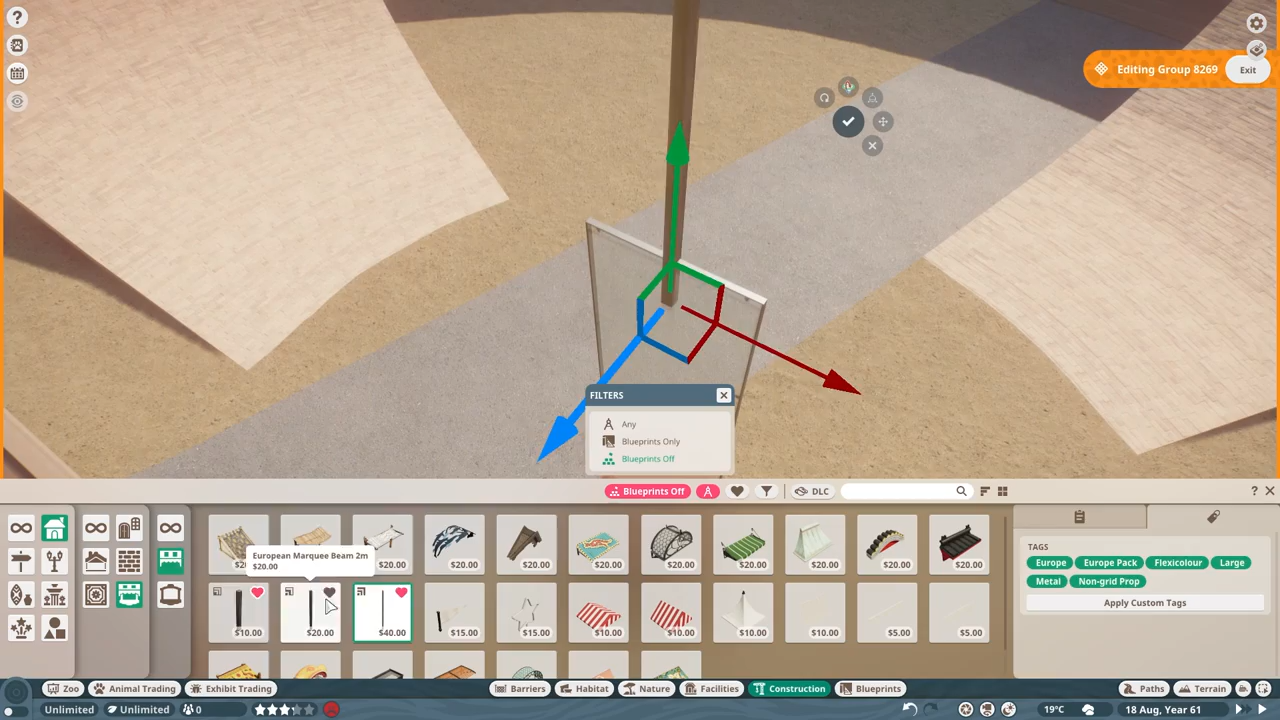 Editing Group 8269
Exit
FILTERS
Any
Blueprints Only
Blueprints Off
Blueprints Off
DLC
European Marquee Beam 2m
$20.00
$20.00
$20.00
$20.00
$20.00
$20.00
$20.00
$20.00
$20.00
$20.00
$10.00
$20.00
$40.00
$15.00
$15.00
$10.00
$10.00
$10.00
$10.00
$5.00
$5.00
TAGS
Europe
Europe Pack
Flexicolour
Large
Metal
Non-grid Prop
Apply Custom Tags
Zoo
Animal Trading
Exhibit Trading
Barriers
Habitat
Nature
Facilities
Construction
Blueprints
Paths
Terrain
Unlimited
Unlimited
0
19°C
18 Aug, Year 61